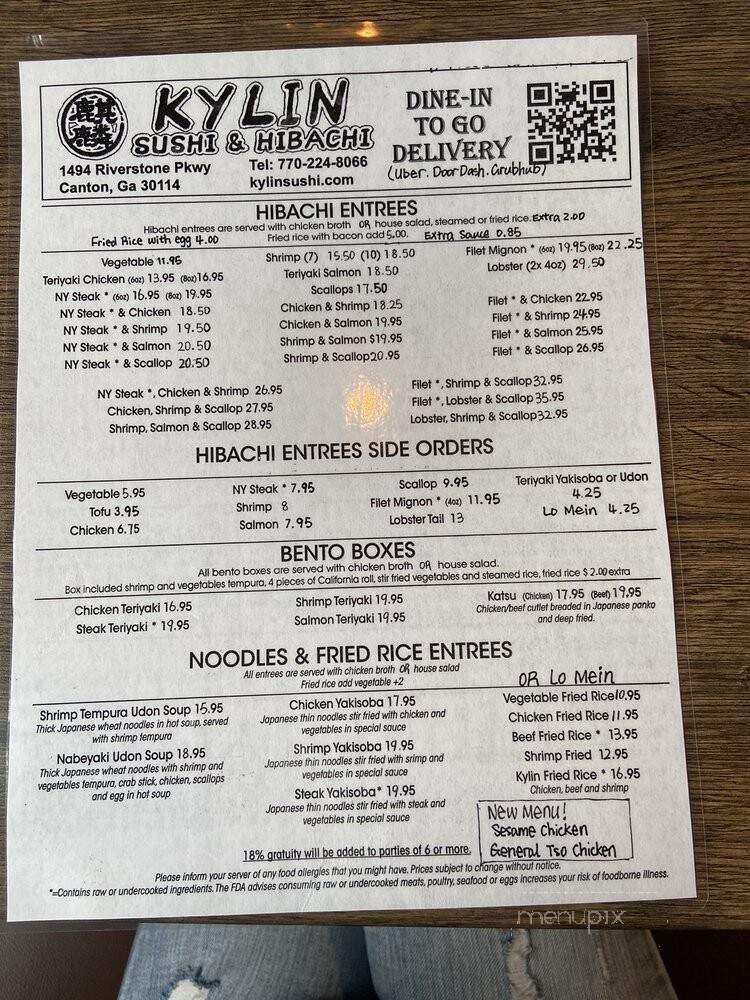 KYLIN
SUSHI & HIBACHI
1494 Riverstone Pkwy
Canton, Ga 30114
Tel: 770-224-8066
kylinsushi.com
DINE-IN
TO GO
DELIVERY
(Uber. DoorDash. Grubhub)
HIBACHI ENTREES
Hibachi entrees are served with chicken broth OR house salad, steamed or fried rice. Extra 2.00
Fried Rice with egg 4.00 Fried rice with bacon add 5.00. Extra Sauce 0.85
Vegetable 11.95
Teriyaki Chicken (6oz) 13.95 (8oz) 16.95
NY Steak * (6oz) 16.95 (8oz) 19.95
NY Steak * & Chicken 18.50
NY Steak * & Shrimp 19.50
NY Steak * & Salmon 20.50
NY Steak * & Scallop 20.50
Shrimp (7) 15.50 (10) 18.50
Teriyaki Salmon 18.50
Scallops 17.50
Chicken & Shrimp 18.25
Chicken & Salmon 19.95
Shrimp & Salmon $19.95
Shrimp & Scallop 20.95
Filet Mignon * (6oz) 19.95 (8oz) 22.25
Lobster (2x 4oz) 29.50
Filet * & Chicken 22.95
Filet * & Shrimp 24.95
Filet * & Salmon 25.95
Filet * & Scallop 26.95
NY Steak *, Chicken & Shrimp 26.95
Chicken, Shrimp & Scallop 27.95
Shrimp, Salmon & Scallop 28.95
Filet *, Shrimp & Scallop 32.95
Filet *, Lobster & Scallop 35.95
Lobster, Shrimp & Scallop 32.95
HIBACHI ENTREES SIDE ORDERS
Vegetable 5.95
Tofu 3.95
Chicken 6.75
NY Steak * 7.95
Shrimp 8
Salmon 7.95
Scallop 9.95
Filet Mignon * (4oz) 11.95
Lobster Tail 13
Teriyaki Yakisoba or Udon
4.25
Lo Mein 4.25
BENTO BOXES
All bento boxes are served with chicken broth OR house salad.
Box included shrimp and vegetables tempura, 4 pieces of California roll, stir fried vegetables and steamed rice, fried rice $ 2.00 extra
Chicken Teriyaki 16.95
Steak Teriyaki * 19.95
Shrimp Teriyaki 19.95
Salmon Teriyaki 19.95
Katsu (Chicken) 17.95 (Beef) 19.95
Chicken/beef cutlet breaded in Japanese panko
and deep fried.
NOODLES & FRIED RICE ENTREES
All entrees are served with chicken broth OR house salad
Fried rice add vegetable +2
Shrimp Tempura Udon Soup 15.95
Thick Japanese wheat noodles in hot soup, served
with shrimp tempura
Nabeyaki Udon Soup 18.95
Thick Japanese wheat noodles with shrimp and
vegetables tempura, crab stick, chicken, scallops
and egg in hot soup
Chicken Yakisoba 17.95
Japanese thin noodles stir fried with chicken and
vegetables in special sauce
Shrimp Yakisoba 19.95
Japanese thin noodles stir fried with srimp and
vegetables in special sauce
Steak Yakisoba* 19.95
Japanese thin noodles stir fried with steak and
vegetables in special sauce
OR Lo Mein
Vegetable Fried Rice 10.95
Chicken Fried Rice 11.95
Beef Fried Rice * 13.95
Shrimp Fried 12.95
Kylin Fried Rice * 16.95
Chicken, beef and shrimp
New Menu!
Sesame Chicken
General Tso Chicken
18% gratuity will be added to parties of 6 or more.
Please inform your server of any food allergies that you might have. Prices subject to change without notice.
*=Contains raw or undercooked ingredients. The FDA advises consuming raw or undercooked meats, poultry, seafood or eggs increases your risk of foodborne illness.
menupix